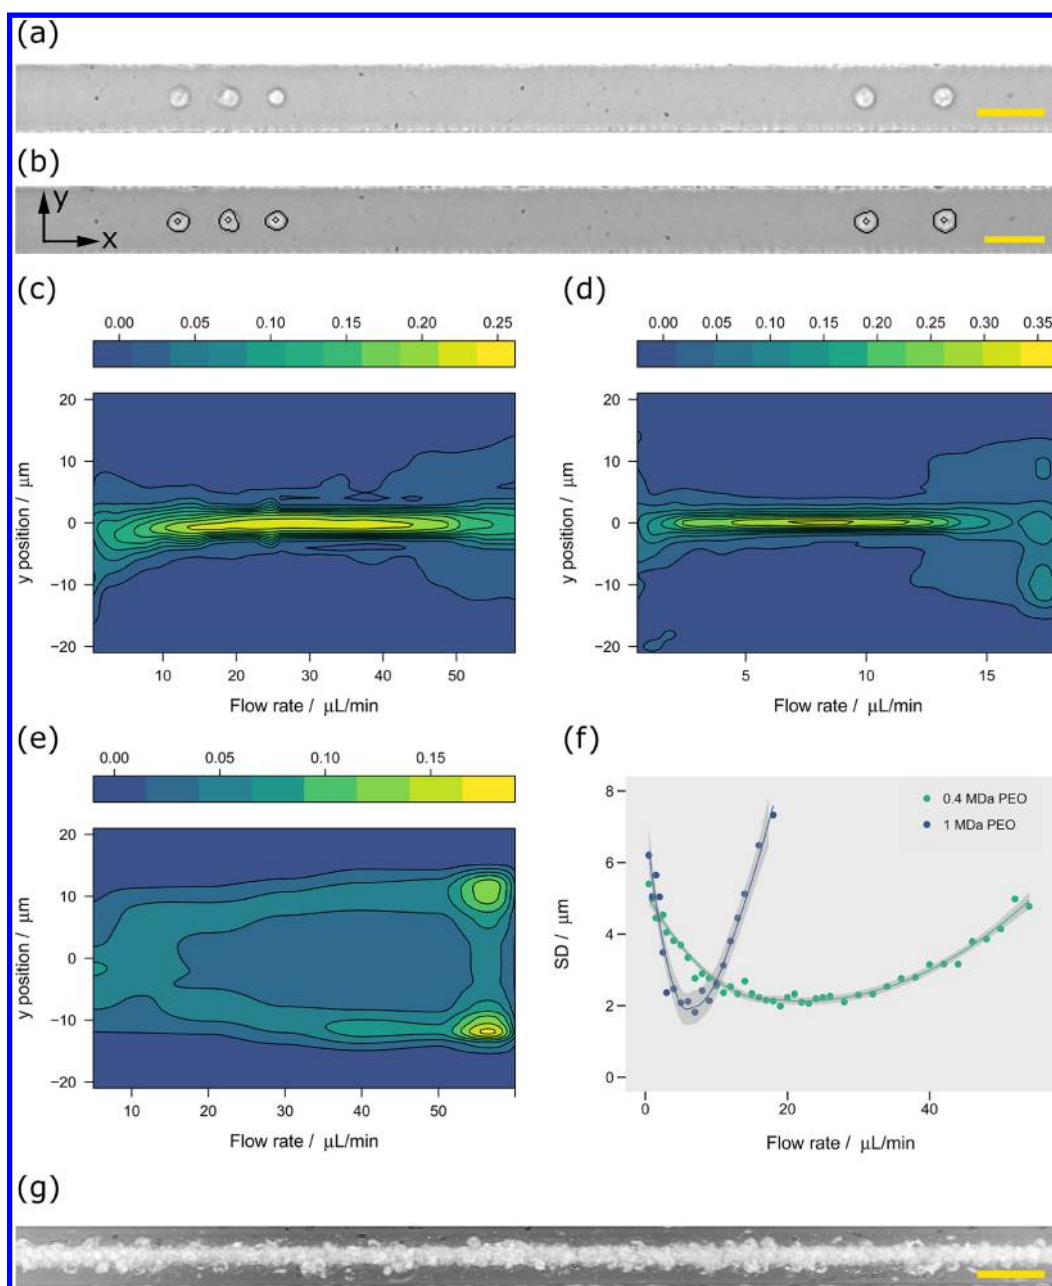 (a)
(b)
y
x
(c)
(d)
0.00 0.05 0.10 0.15 0.20 0.25
0.00 0.05 0.10 0.15 0.20 0.25 0.30 0.35
20
10
0
−10
−20
y position / μm
10 20 30 40 50
Flow rate / μL/min
20
10
0
−10
−20
y position / μm
5 10 15
Flow rate / μL/min
(e)
(f)
0.00 0.05 0.10 0.15
20
10
0
−10
−20
y position / μm
10 20 30 40 50
Flow rate / μL/min
8
6
4
2
0
SD / μm
0.4 MDa PEO
1 MDa PEO
0 20 40
Flow rate / μL/min
(g)